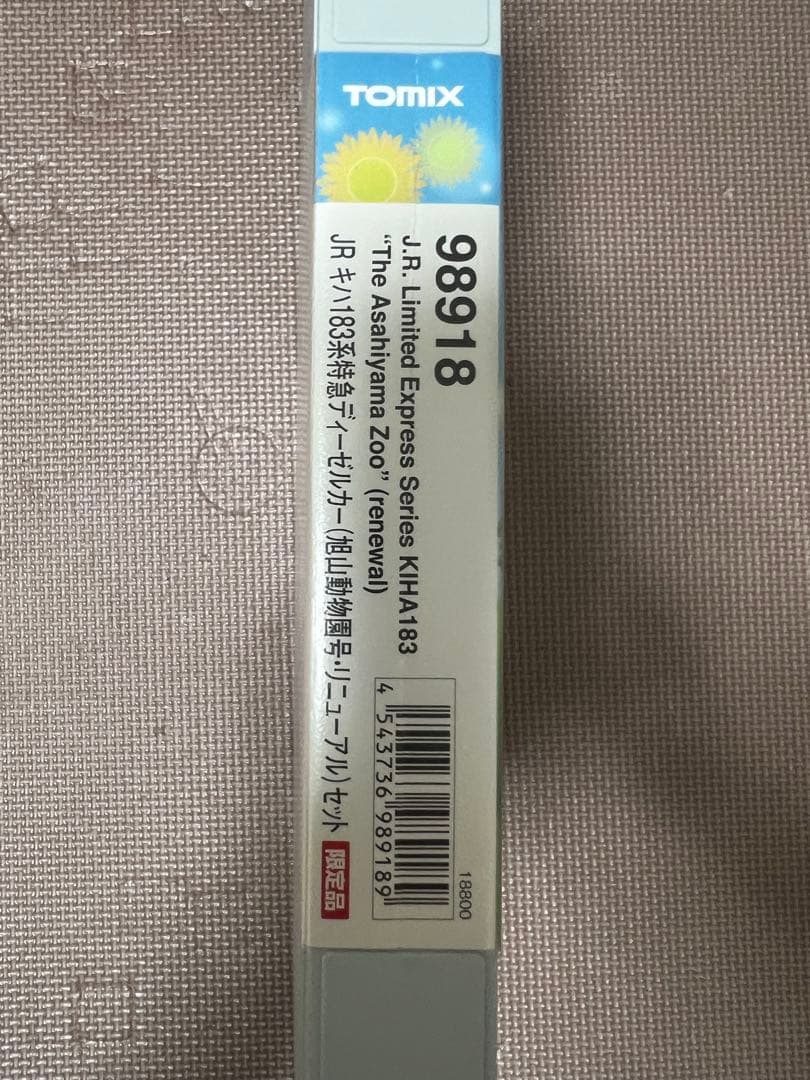 TOMIX
98918
J.R. Limited Express Series KIHA183
“The Asahiyama Zoo” (renewal)
JR キハ183系特急ディーゼルカー(旭山動物園号・リニューアル)セット
限定品
4 543736 989189
18800